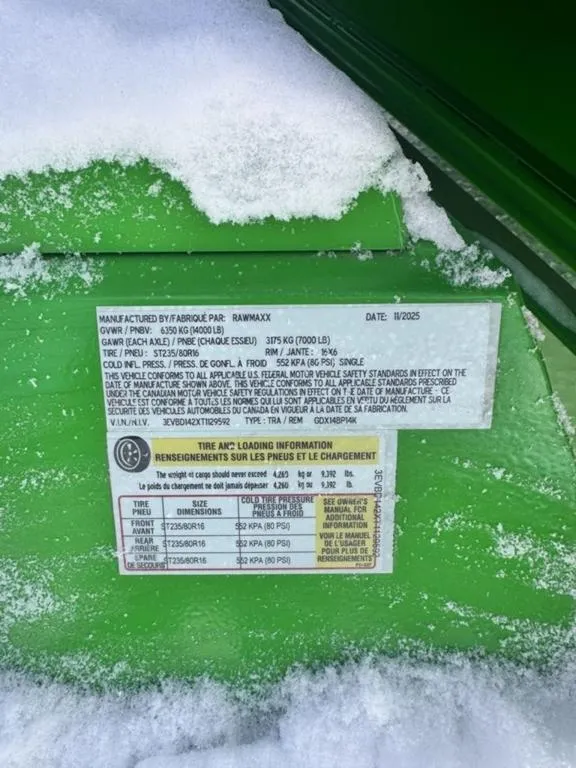 MANUFACTURED BY/FABRIQUÉ PAR: RAWMAXX DATE: 11/2025
GVWR / PNBV: 6350 KG (14000 LB)
GAWR (EACH AXLE) / PNBE (CHAQUE ESSIEU) 3175 KG (7000 LB)
TIRE / PNEU : ST235/80R16 RIM / JANTE : 16X6
COLD INFL. PRESS. / PRESS. DE GONFL. À FROID 552 KPA (80 PSI) SINGLE
THIS VEHICLE CONFORMS TO ALL APPLICABLE U.S. FEDERAL MOTOR VEHICLE SAFETY STANDARDS IN EFFECT ON THE
DATE OF MANUFACTURE SHOWN ABOVE. THIS VEHICLE CONFORMS TO ALL APPLICABLE STANDARDS PRESCRIBED
UNDER THE CANADIAN MOTOR VEHICLE SAFETY REGULATIONS IN EFFECT ON THE DATE OF MANUFACTURE - CE
VEHICULE EST CONFORME À TOUTES LES NORMES QUI LUI SONT APPLICABLES EN VERTU DU RÈGLEMENT SUR LA
SÉCURITÉ DES VÉHICULES AUTOMOBILES DU CANADA EN VIGUEUR À LA DATE DE SA FABRICATION.
V.I.N./N.I.V. 3EVBD142XT1129592 TYPE : TRA / REM GDX14BP14K
TIRE AND LOADING INFORMATION
RENSEIGNEMENTS SUR LES PNEUS ET LE CHARGEMENT
The weight of cargo should never exceed 4,260 kg or 9,392 lb.
Le poids du chargement ne doit jamais dépasser 4,260 kg ou 9,392 lb.
TIRE PNEU SIZE DIMENSIONS COLD TIRE PRESSURE PRESSION DES PNEUS À FROID
FRONT AVANT ST235/80R16 552 KPA (80 PSI)
REAR ARRIÈRE ST235/80R16 552 KPA (80 PSI)
SPARE DE SECOURS ST235/80R16 552 KPA (80 PSI)
SEE OWNER'S
MANUAL FOR
ADDITIONAL
INFORMATION
VOIR LE MANUEL
DE L'USAGER
POUR PLUS DE
RENSEIGNEMENTS